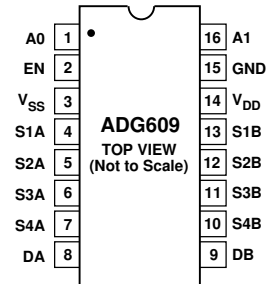 A0 1 16 A1
EN 2 15 GND
VSS 3 14 VDD
S1A 4 ADG609 13 S1B
S2A 5 TOP VIEW 12 S2B
S3A 6 (Not to Scale) 11 S3B
S4A 7 10 S4B
DA 8 9 DB